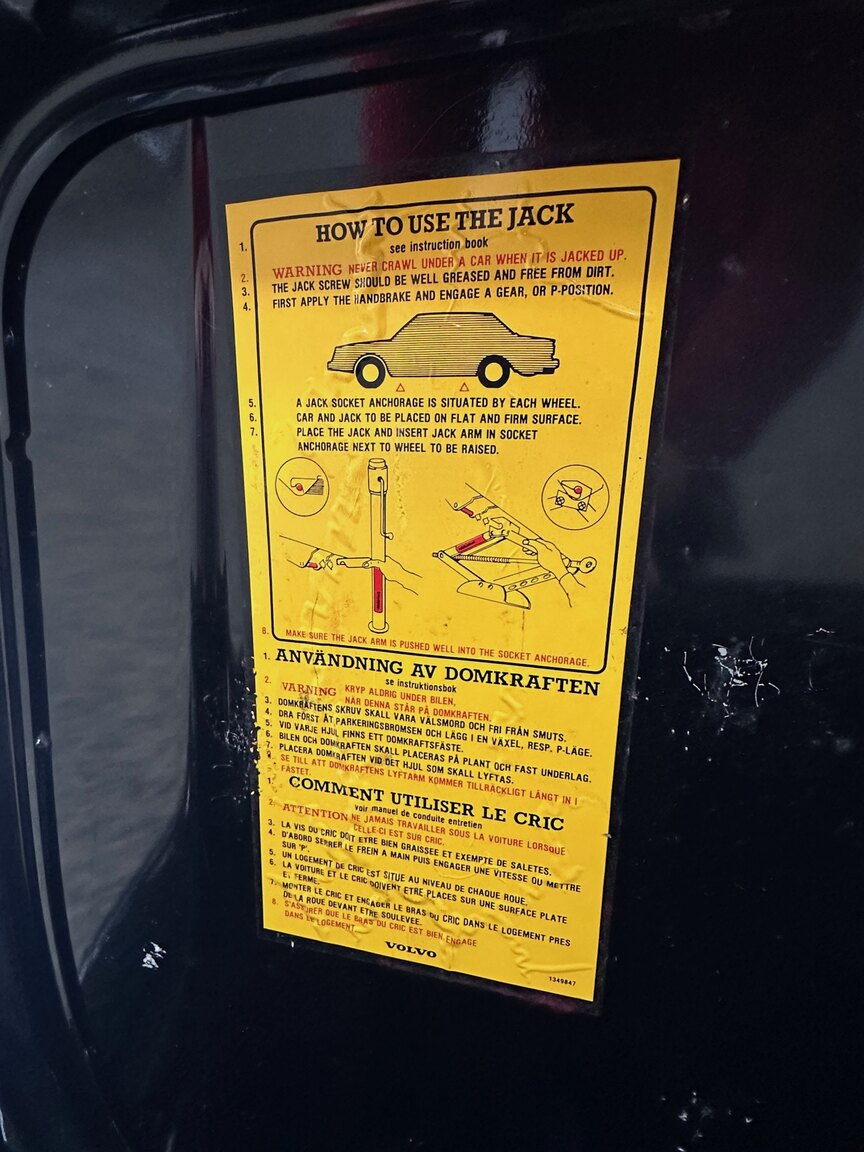 HOW TO USE THE JACK
1. see instruction book
2. WARNING NEVER CRAWL UNDER A CAR WHEN IT IS JACKED UP.
3. THE JACK SCREW SHOULD BE WELL GREASED AND FREE FROM DIRT.
4. FIRST APPLY THE HANDBRAKE AND ENGAGE A GEAR, OR P-POSITION.
5. A JACK SOCKET ANCHORAGE IS SITUATED BY EACH WHEEL.
6. CAR AND JACK TO BE PLACED ON FLAT AND FIRM SURFACE.
7. PLACE THE JACK AND INSERT JACK ARM IN SOCKET
ANCHORAGE NEXT TO WHEEL TO BE RAISED.
8. MAKE SURE THE JACK ARM IS PUSHED WELL INTO THE SOCKET ANCHORAGE.
1. ANVÄNDNING AV DOMKRAFTEN
se instruktionsbok
2. VARNING KRYP ALDRIG UNDER BILEN,
NÄR DENNA STÅR PÅ DOMKRAFTEN.
3. DOMKRAFTENS SKRUV SKALL VARA VÄLSMORD OCH FRI FRÅN SMUTS.
4. DRA FÖRST ÅT PARKERINGSBROMSEN OCH LÄGG I EN VÄXEL, RESP. P-LÄGE.
5. VID VARJE HJUL FINNS ETT DOMKRAFTSFÄSTE.
6. BILEN OCH DOMKRAFTEN SKALL PLACERAS PÅ PLANT OCH FAST UNDERLAG.
7. PLACERA DOMKRAFTEN VID DET HJUL SOM SKALL LYFTAS.
8. SE TILL ATT DOMKRAFTENS LYFTARM KOMMER TILLRÄCKLIGT LÅNGT IN I
FÄSTET.
1. COMMENT UTILISER LE CRIC
voir manuel de conduite entretien
2. ATTENTION NE JAMAIS TRAVAILLER SOUS LA VOITURE LORSQUE
CELLE-CI EST SUR CRIC.
3. LA VIS DU CRIC DOIT ETRE BIEN GRAISSEE ET EXEMPTE DE SALETES.
4. D'ABORD SERRER LE FREIN A MAIN PUIS ENGAGER UNE VITESSE OU METTRE
SUR 'P'.
5. UN LOGEMENT DE CRIC EST SITUE AU NIVEAU DE CHAQUE ROUE.
6. LA VOITURE ET LE CRIC DOIVENT ETRE PLACES SUR UNE SURFACE PLATE
ET FERME.
7. MONTER LE CRIC ET ENGAGER LE BRAS DU CRIC DANS LE LOGEMENT PRES
DE LA ROUE DEVANT ETRE SOULEVEE.
8. S'ASSURER QUE LE BRAS DU CRIC EST BIEN ENGAGE
DANS LE LOGEMENT
VOLVO
1349847